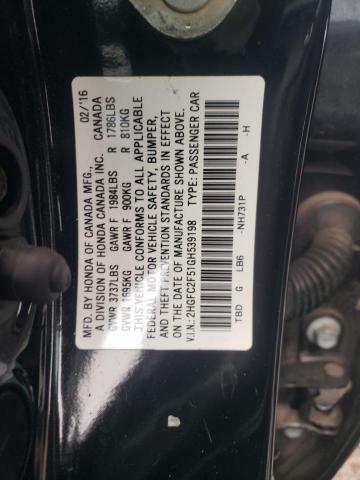 MFD. BY HONDA OF CANADA MFG., 02/'16
A DIVISION OF HONDA CANADA INC. CANADA
GVWR 3737LBS GAWR F 1984LBS R 1786LBS
GVWR 1695KG GAWR F 900KG R 810KG
THIS VEHICLE CONFORMS TO ALL APPLICABLE
FEDERAL MOTOR VEHICLE SAFETY, BUMPER,
AND THEFT PREVENTION STANDARDS IN EFFECT
ON THE DATE OF MANUFACTURE SHOWN ABOVE.
V.I.N.: 2HGFC2F51GH539198 TYPE: PASSENGER CAR
TBD G LB6 -NH731P -A -H